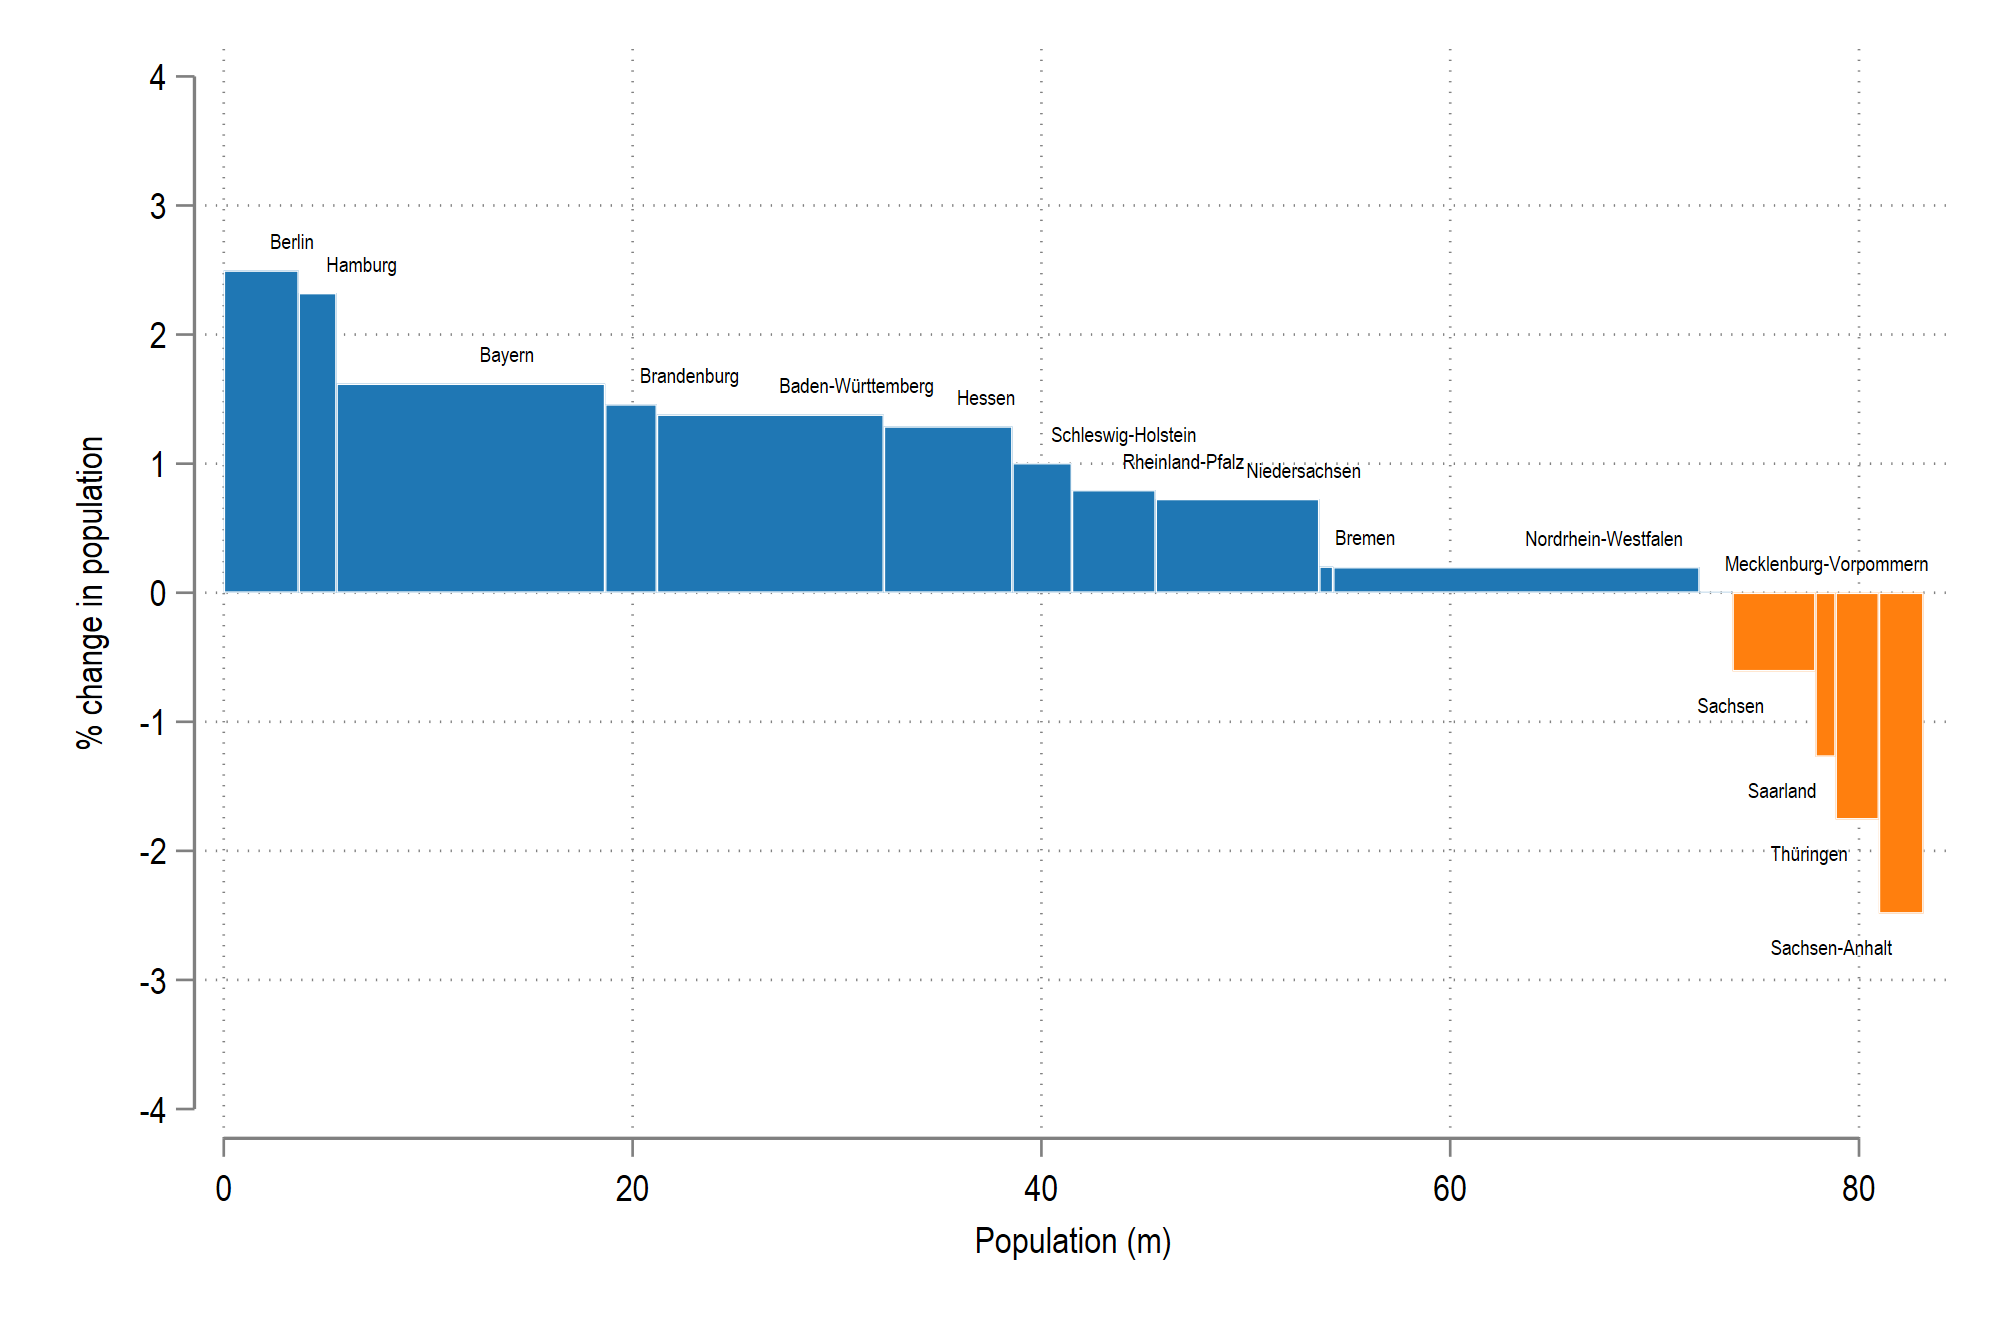 4
3
2
1
0
-1
-2
-3
-4
% change in population
Berlin
Hamburg
Bayern
Brandenburg
Baden-Württemberg
Hessen
Schleswig-Holstein
Rheinland-Pfalz
Niedersachsen
Bremen
Nordrhein-Westfalen
Mecklenburg-Vorpommern
Sachsen
Saarland
Thüringen
Sachsen-Anhalt
0 20 40 60 80
Population (m)